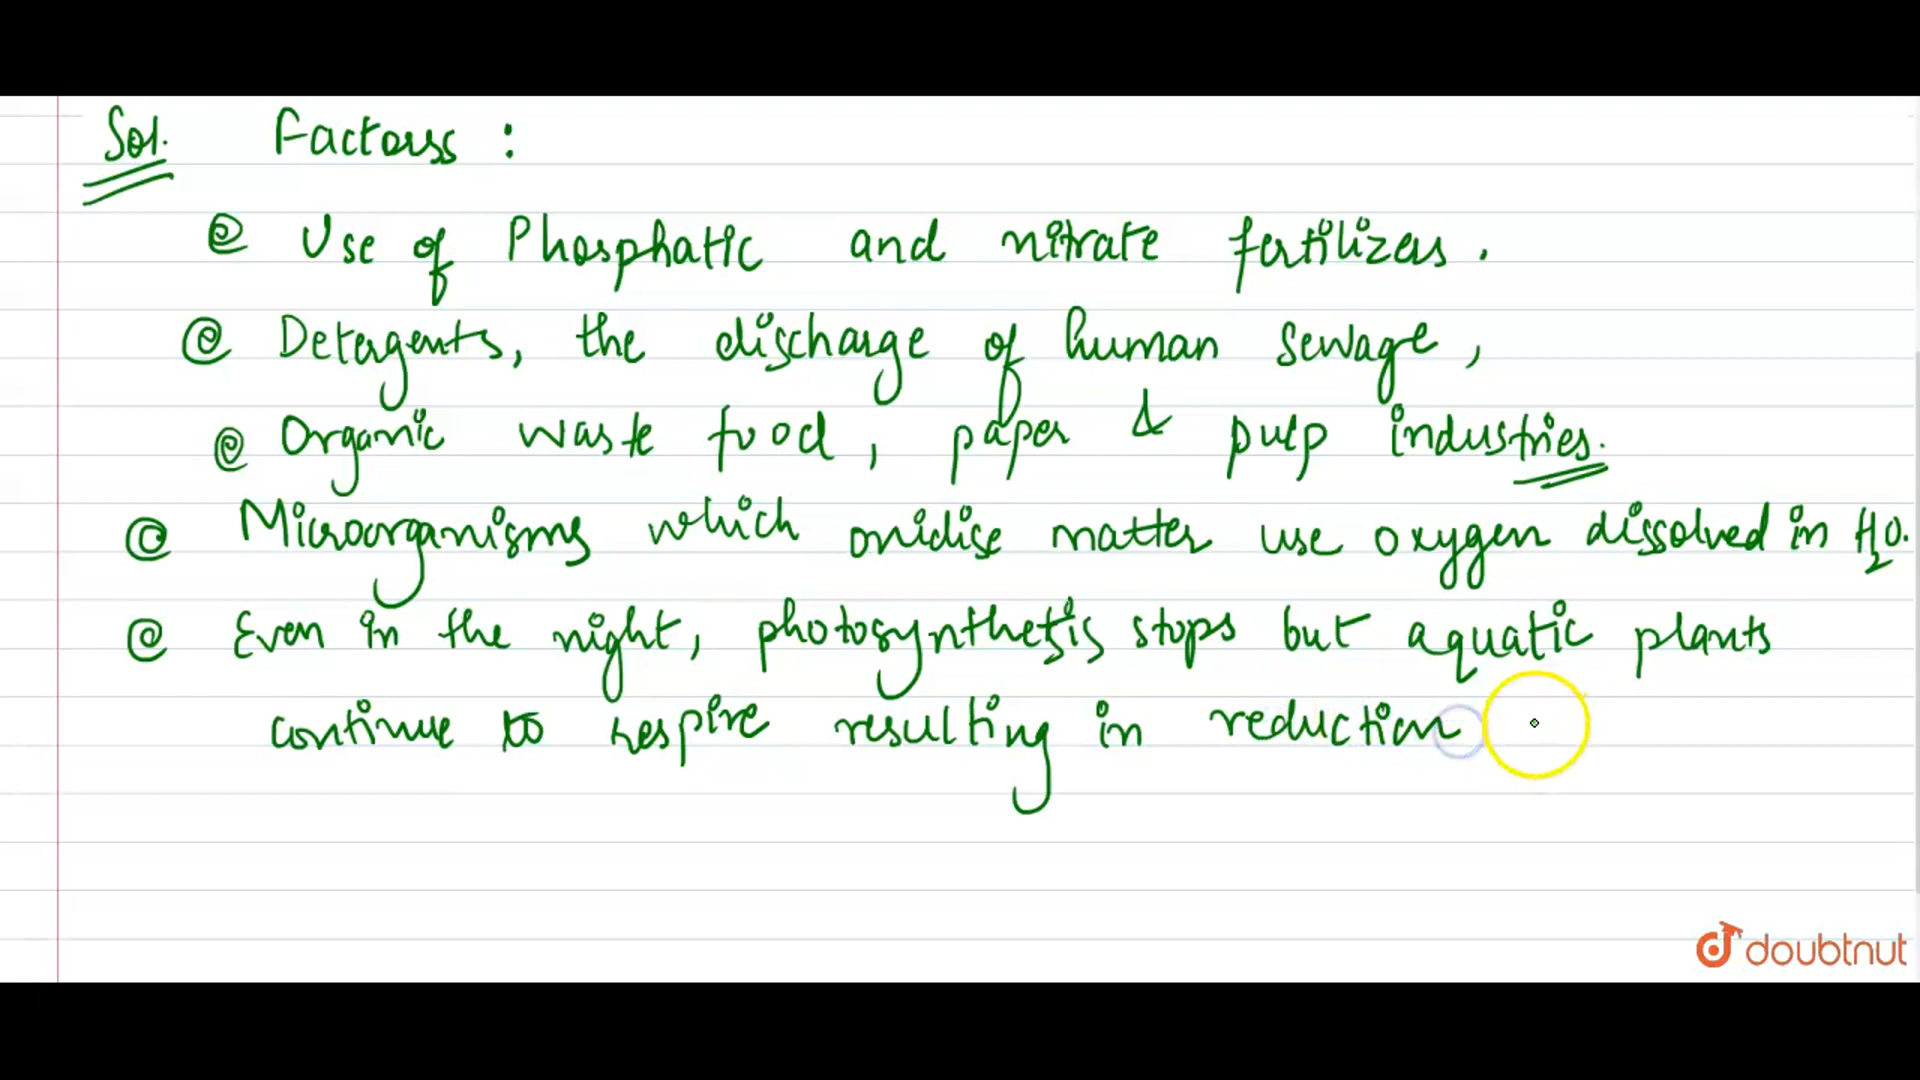 Sol. Factors :
@ Use of Phosphatic and nitrate fertilizers.
@ Detergents, the discharge of human sewage,
@ Organic waste food, paper & pulp industries.
@ Microorganisms which oxidise matter use oxygen dissolved in H₂O.
@ Even in the night, photosynthesis stops but aquatic plants
continue to respire resulting in reduction
doubtnut